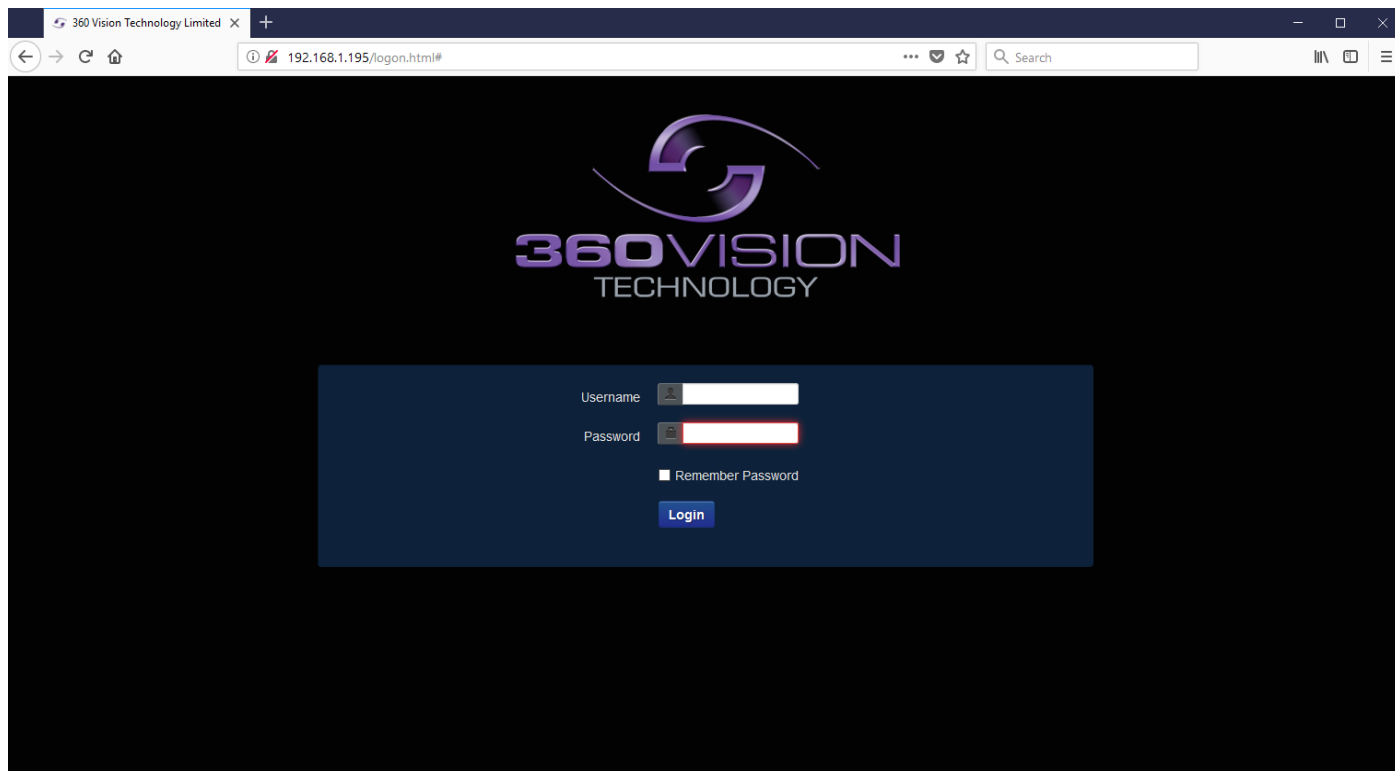 360 Vision Technology Limited
192.168.1.195/logon.html#
Search
360VISION
TECHNOLOGY
Username
Password
Remember Password
Login